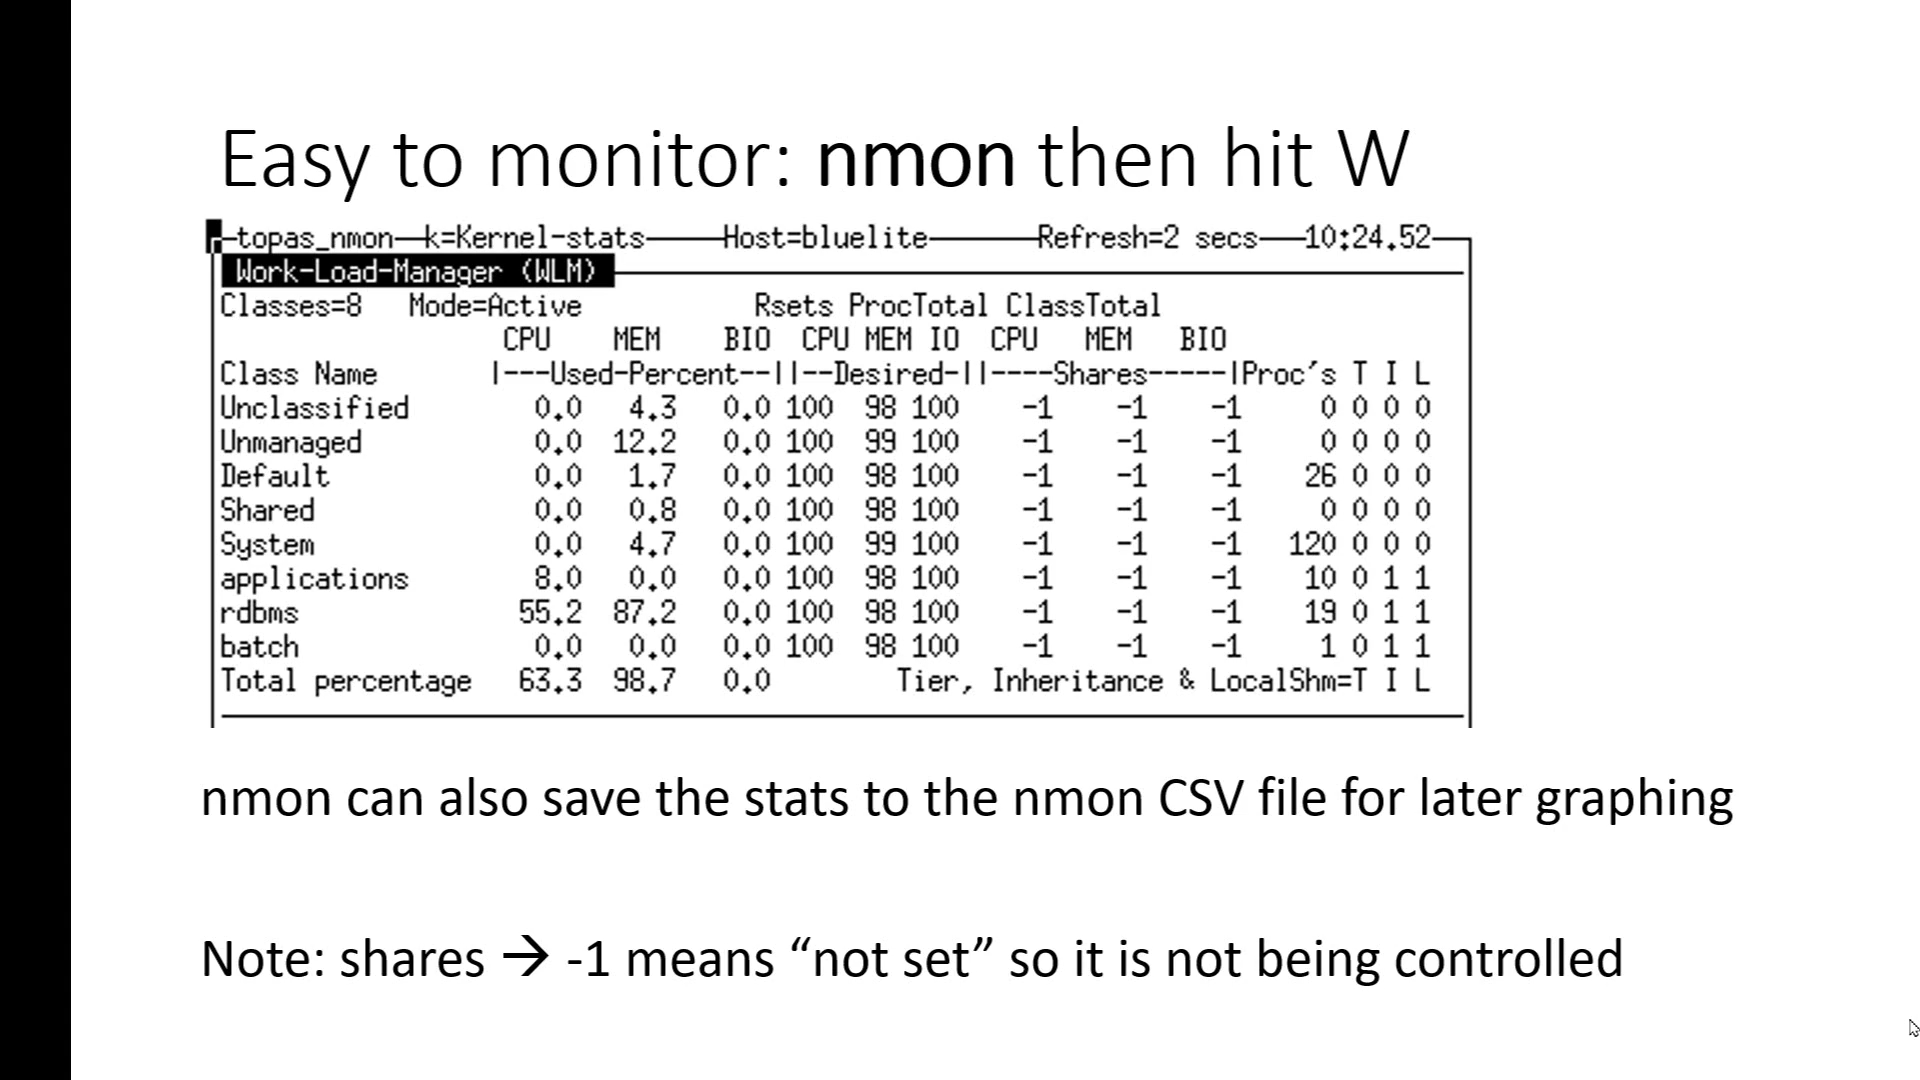 Easy to monitor: nmon then hit W
topas_nmon—k=Kernel-stats———Host=bluelite———Refresh=2 secs——10:24.52
Work-Load-Manager (WLM)
Classes=8 Mode=Active Rsets ProcTotal ClassTotal
CPU MEM BIO CPU MEM IO CPU MEM BIO
Class Name |---Used-Percent--||--Desired-||----Shares-----|Proc's T I L
Unclassified 0.0 4.3 0.0 100 98 100 -1 -1 -1 0 0 0 0
Unmanaged 0.0 12.2 0.0 100 99 100 -1 -1 -1 0 0 0 0
Default 0.0 1.7 0.0 100 98 100 -1 -1 -1 26 0 0 0
Shared 0.0 0.8 0.0 100 98 100 -1 -1 -1 0 0 0 0
System 0.0 4.7 0.0 100 99 100 -1 -1 -1 120 0 0 0
applications 8.0 0.0 0.0 100 98 100 -1 -1 -1 10 0 1 1
rdbms 55.2 87.2 0.0 100 98 100 -1 -1 -1 19 0 1 1
batch 0.0 0.0 0.0 100 98 100 -1 -1 -1 1 0 1 1
Total percentage 63.3 98.7 0.0 Tier, Inheritance & LocalShm=T I L
nmon can also save the stats to the nmon CSV file for later graphing
Note: shares → -1 means “not set” so it is not being controlled